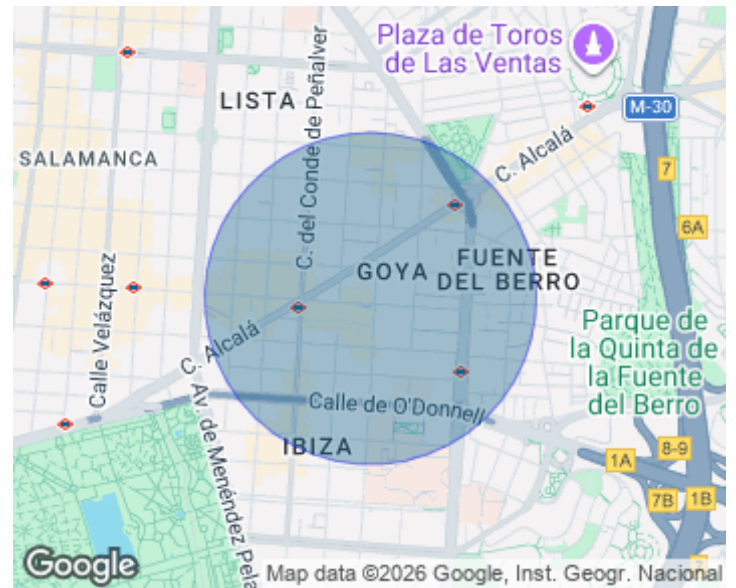 Plaza de Toros
de Las Ventas
LISTA
C. del Conde de Peñalver
M-30
SALAMANCA
C. Alcalá
7
6A
Calle Velázquez
GOYA
FUENTE
DEL BERRO
C. Alcalá
Parque de
la Quinta de
la Fuente
del Berro
C. Av. de Menéndez Pela
Calle de O'Donnell
IBIZA
1A
8-9
7B
1B
7
Google
Map data ©2026 Google, Inst. Geogr. Nacional